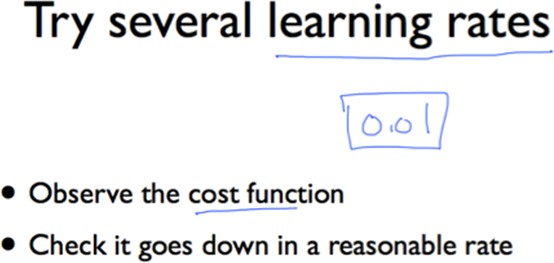 Try several learning rates
0.01
• Observe the cost function
• Check it goes down in a reasonable rate